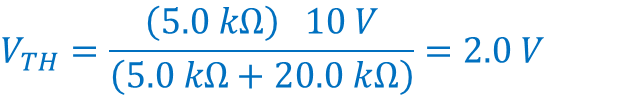 V_TH = (5.0 kΩ) 10 V / (5.0 kΩ + 20.0 kΩ) = 2.0 V